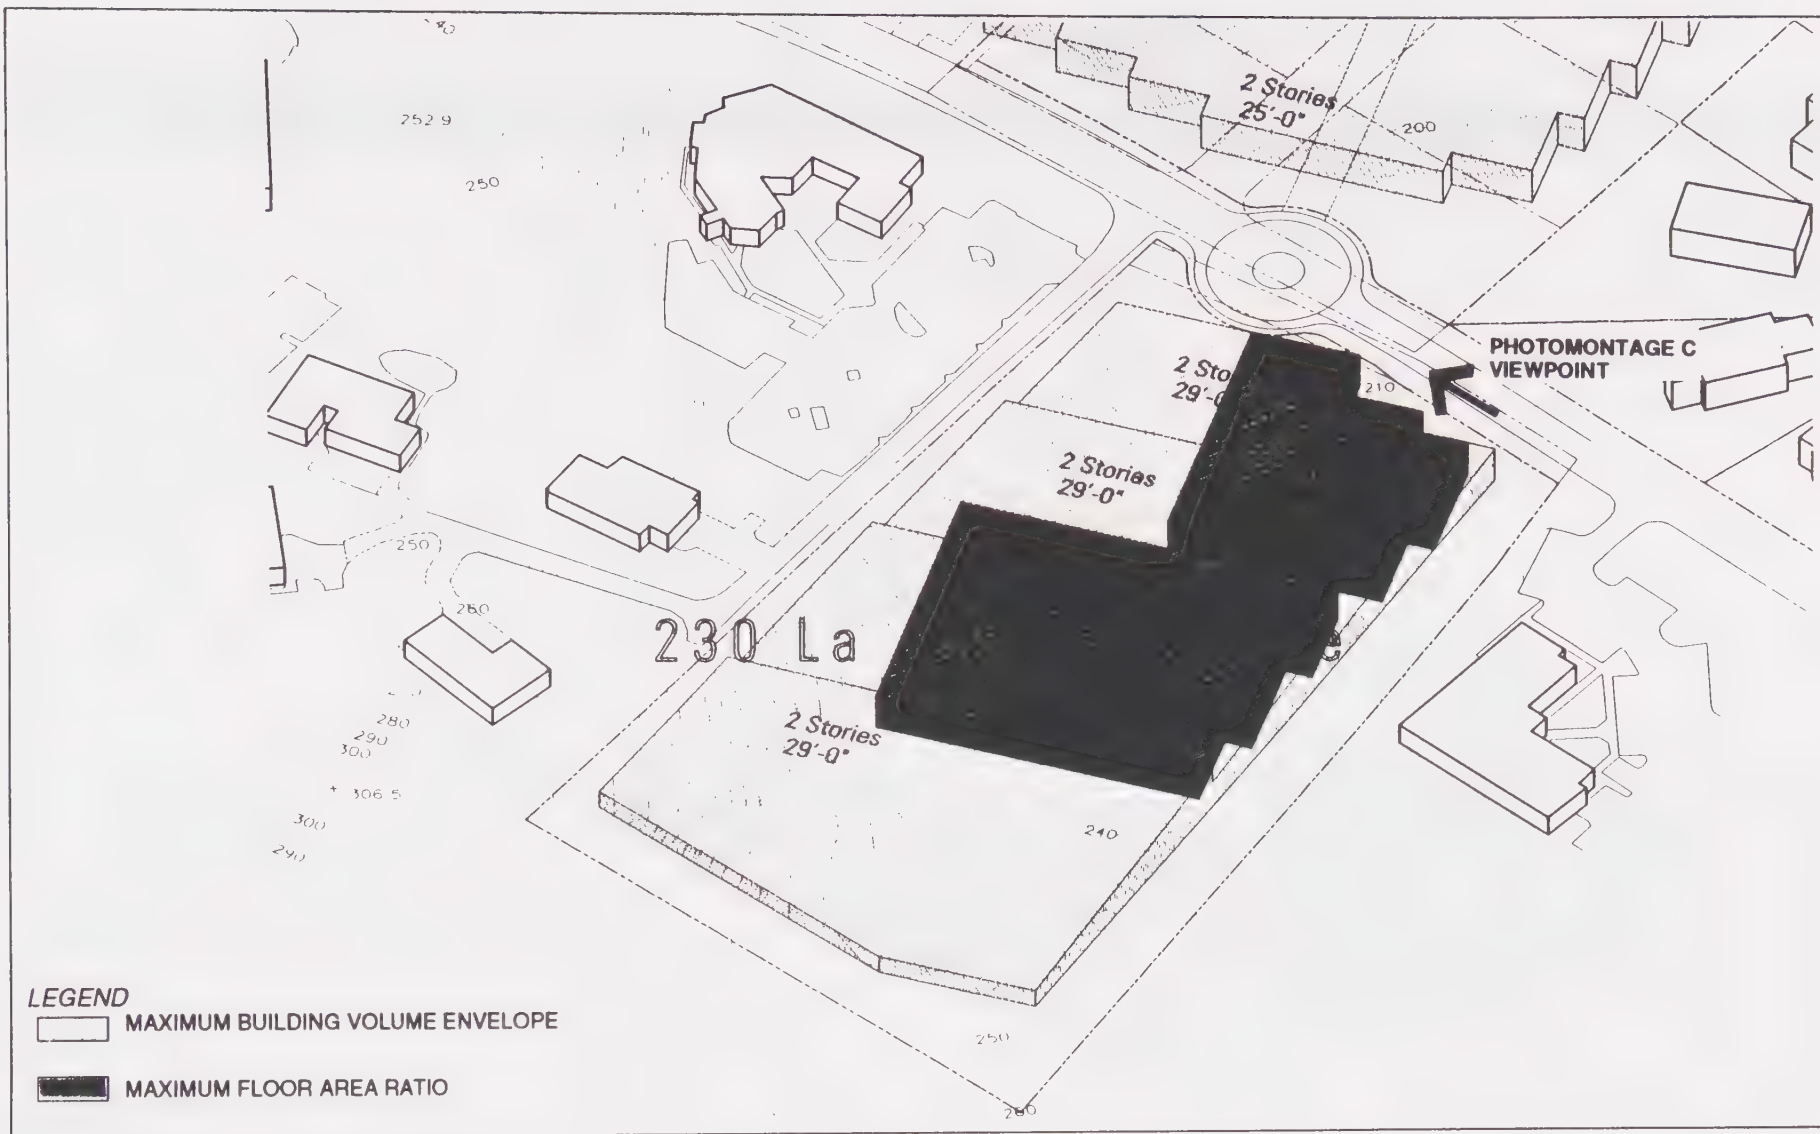 252.9
250
2 Stories
25'-0"
200
PHOTOMONTAGE C
VIEWPOINT
210
2 Sto
29'-0
2 Stories
29'-0"
250
260
230 La
e
2 Stories
29'-0"
280
290
300
+ 306.5
300
290
240
250
LEGEND
MAXIMUM BUILDING VOLUME ENVELOPE
MAXIMUM FLOOR AREA RATIO